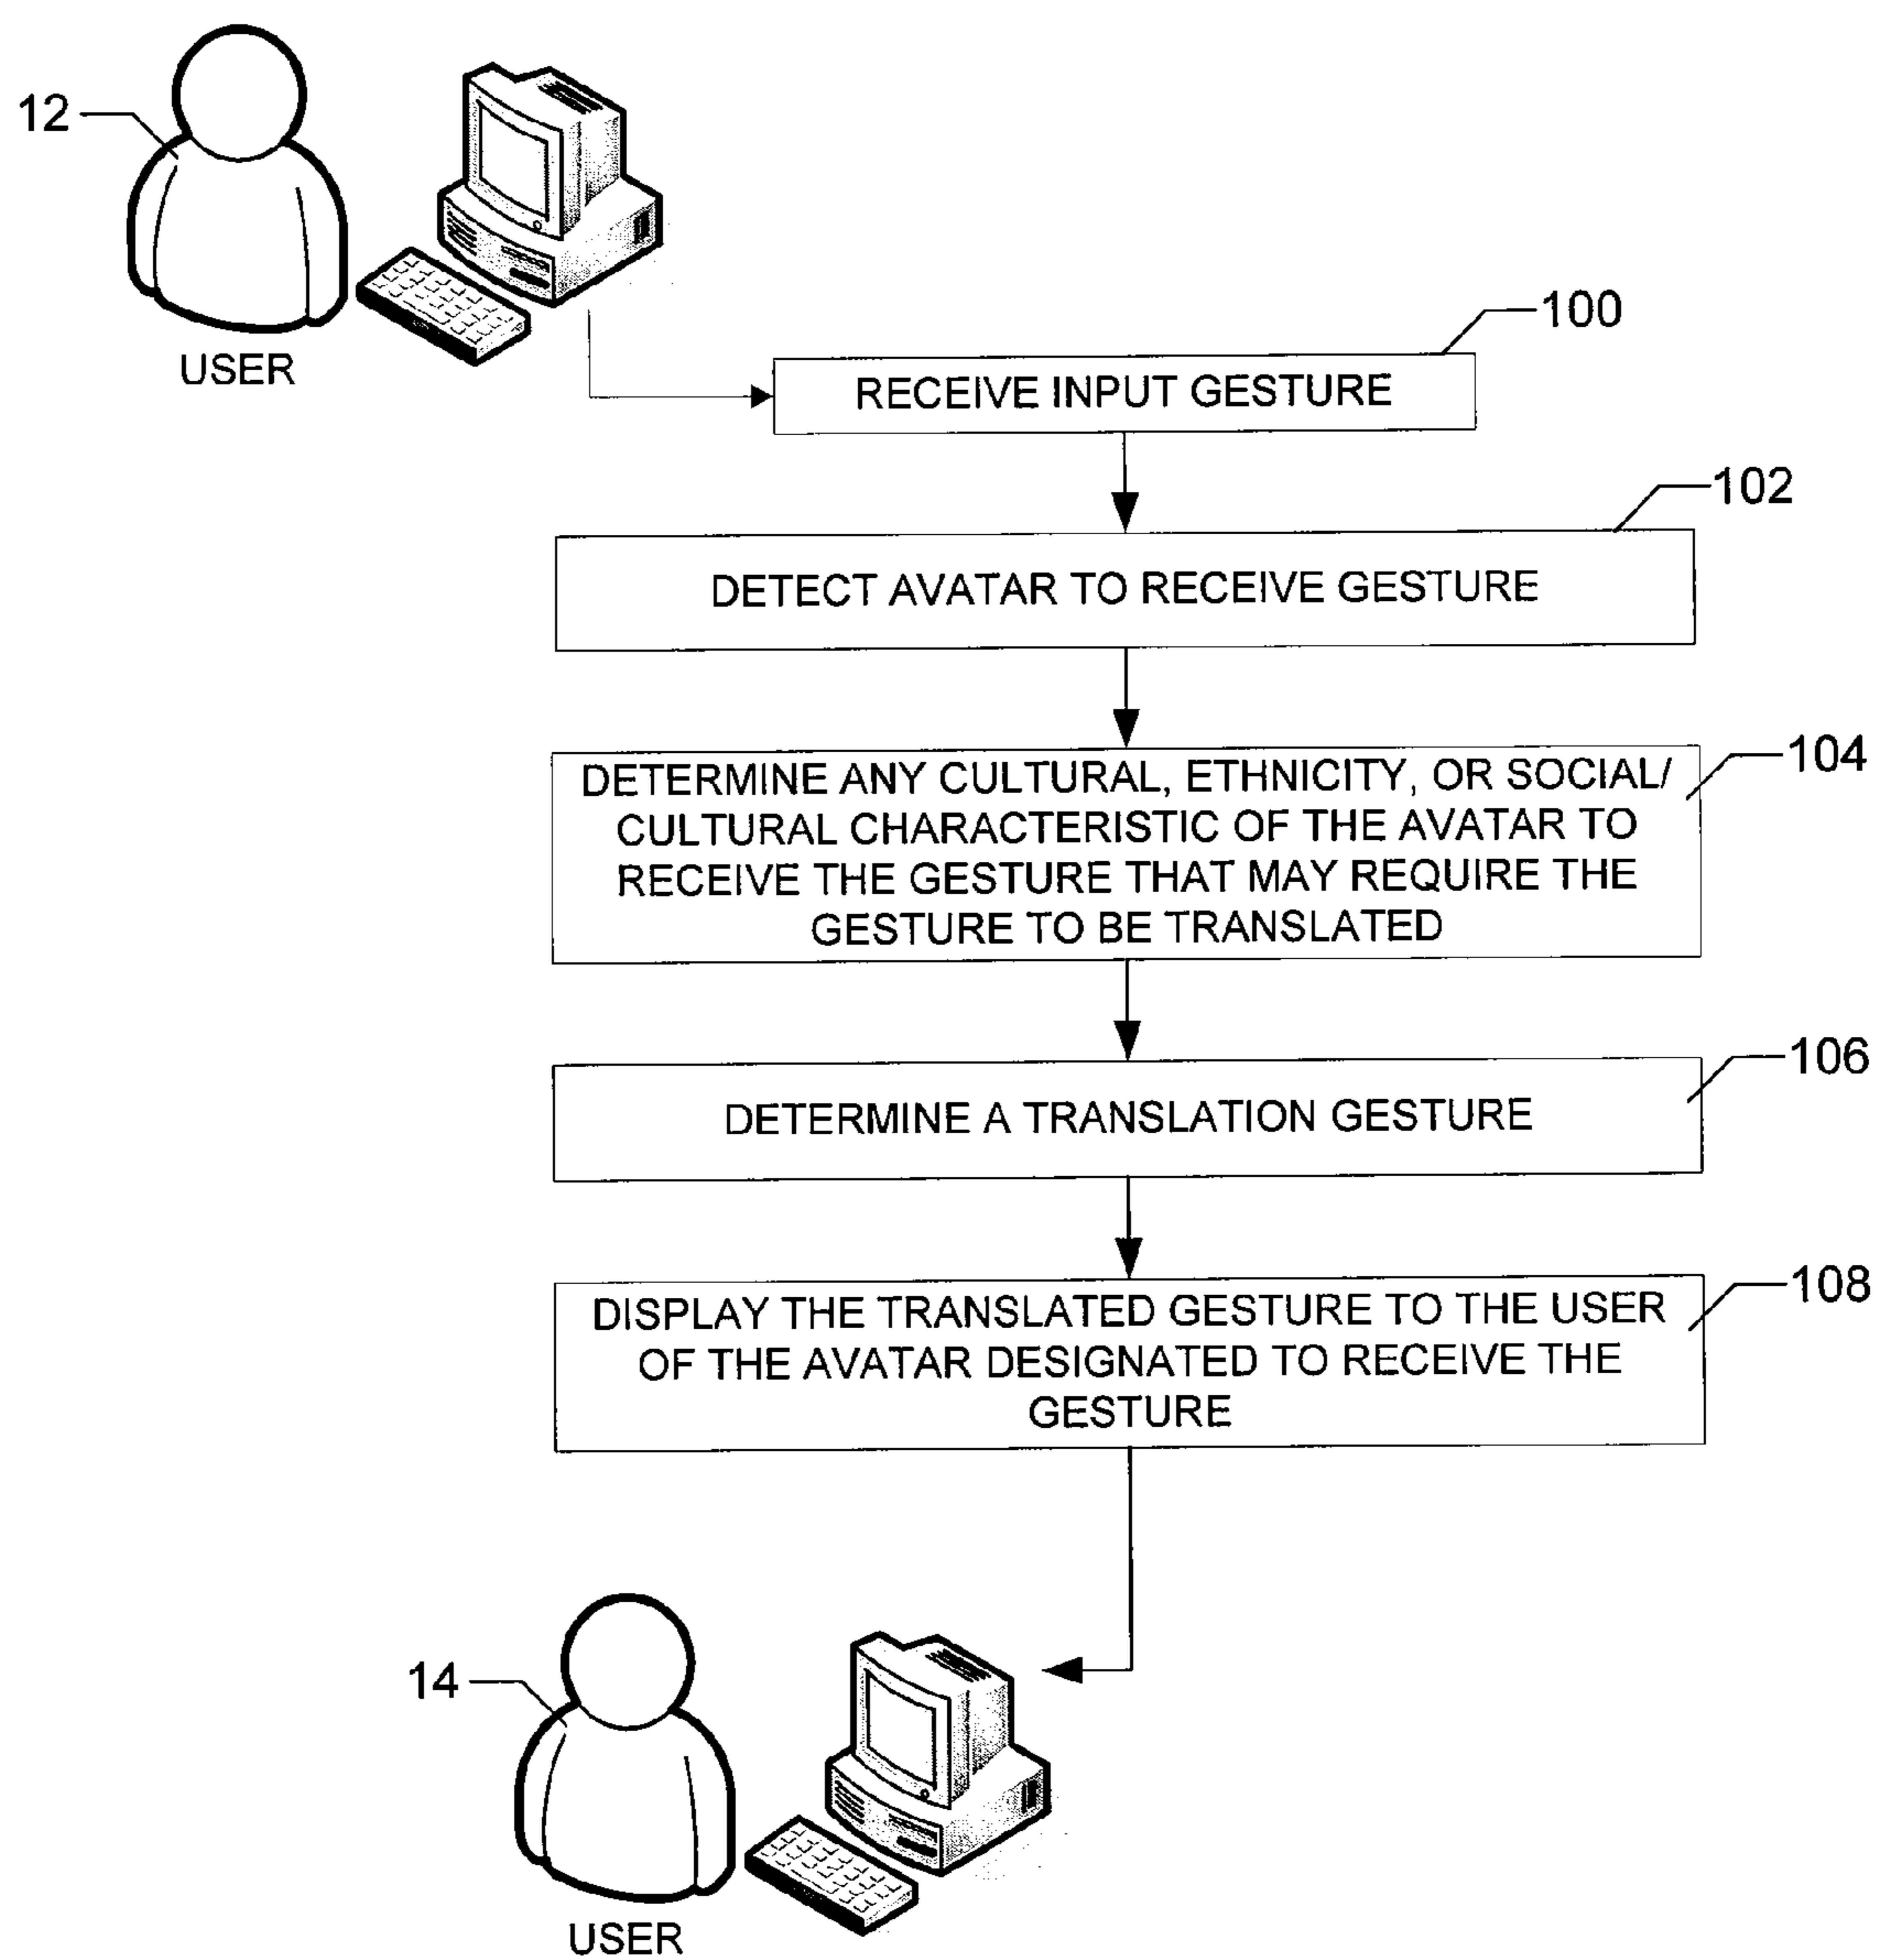 12
USER
100
RECEIVE INPUT GESTURE
102
DETECT AVATAR TO RECEIVE GESTURE
104
DETERMINE ANY CULTURAL, ETHNICITY, OR SOCIAL/
CULTURAL CHARACTERISTIC OF THE AVATAR TO
RECEIVE THE GESTURE THAT MAY REQUIRE THE
GESTURE TO BE TRANSLATED
106
DETERMINE A TRANSLATION GESTURE
108
DISPLAY THE TRANSLATED GESTURE TO THE USER
OF THE AVATAR DESIGNATED TO RECEIVE THE
GESTURE
14
USER